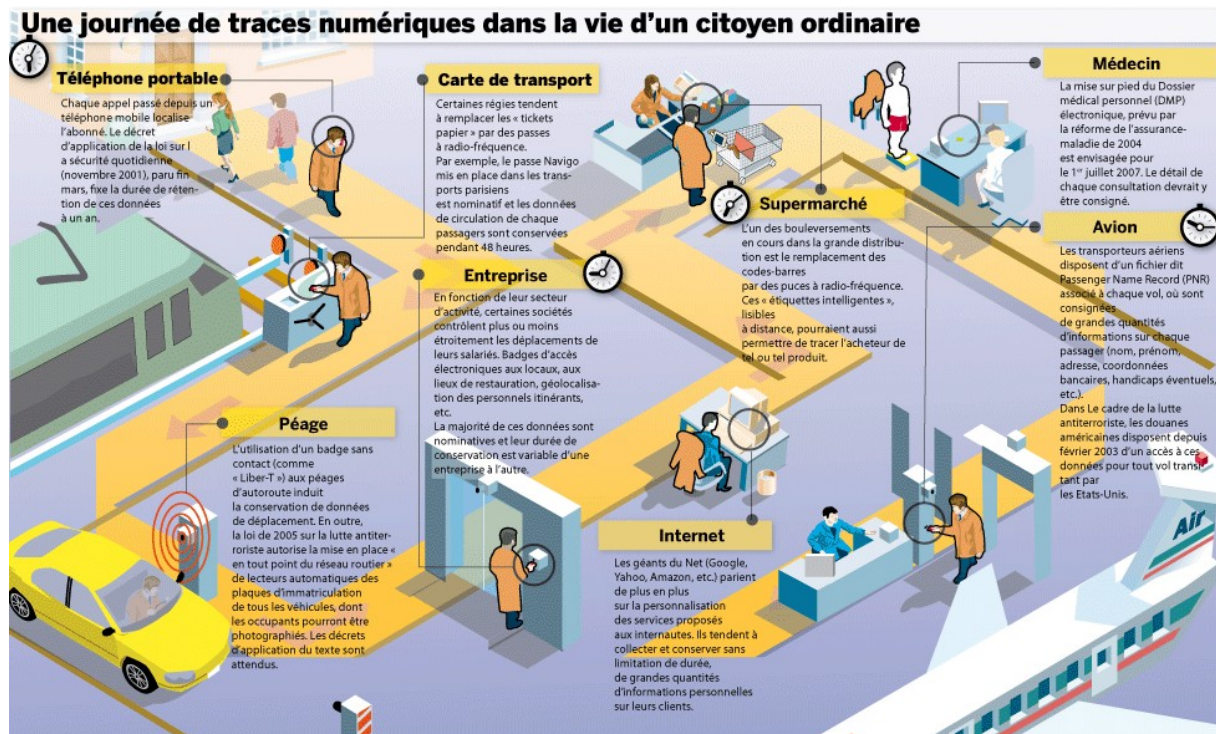 Une journée de traces numériques dans la vie d'un citoyen ordinaire
Téléphone portable
Chaque appel passé depuis un
téléphone mobile localise
l'abonné. Le décret
d'application de la loi sur l
a sécurité quotidienne
(novembre 2001), paru fin
mars, fixe la durée de réten-
tion de ces données
à un an.
Carte de transport
Certaines régies tendent
à remplacer les « tickets
papier » par des passes
à radio-fréquence.
Par exemple, le passe Navigo
mis en place dans les trans-
ports parisiens
est nominatif et les données
de circulation de chaque
passagers sont conservées
pendant 48 heures.
Entreprise
En fonction de leur secteur
d'activité, certaines sociétés
contrôlent plus ou moins
étroitement les déplacements de
leurs salariés. Badges d'accès
électroniques aux locaux, aux
lieux de restauration, géolocalisa-
tion des personnels itinérants,
etc.
La majorité de ces données sont
nominatives et leur durée de
conservation est variable d'une
entreprise à l'autre.
Péage
L'utilisation d'un badge sans
contact (comme
« Liber-T ») aux péages
d'autoroute induit
la conservation de données
de déplacement. En outre,
la loi de 2005 sur la lutte antiter-
roriste autorise la mise en place «
en tout point du réseau routier »
de lecteurs automatiques des
plaques d'immatriculation
de tous les véhicules, dont
les occupants pourront être
photographiés. Les décrets
d'application du texte sont
attendus.
Supermarché
L'un des bouleversements
en cours dans la grande distribu-
tion est le remplacement des
codes-barres
par des puces à radio-fréquence.
Ces « étiquettes intelligentes »,
lisibles
à distance, pourraient aussi
permettre de tracer l'acheteur de
tel ou tel produit.
Internet
Les géants du Net (Google,
Yahoo, Amazon, etc.) parient
de plus en plus
sur la personnalisation
des services proposés
aux internautes. Ils tendent à
collecter et conserver sans
limitation de durée,
de grandes quantités
d'informations personnelles
sur leurs clients.
Médecin
La mise sur pied du Dossier
médical personnel (DMP)
électronique, prévu par
la réforme de l'assurance-
maladie de 2004
est envisagée pour
le 1er juillet 2007. Le détail de
chaque consultation devrait y
être consigné.
Avion
Les transporteurs aériens
disposent d'un fichier dit
Passenger Name Record (PNR)
associé à chaque vol, où sont
consignées
de grandes quantités
d'informations sur chaque
passager (nom, prénom,
adresse, coordonnées
bancaires, handicaps éventuels,
etc.).
Dans Le cadre de la lutte
antiterroriste, les douanes
américaines disposent depuis
février 2003 d'un accès à ces
données pour tout vol transi-
tant par
les Etats-Unis.
Air